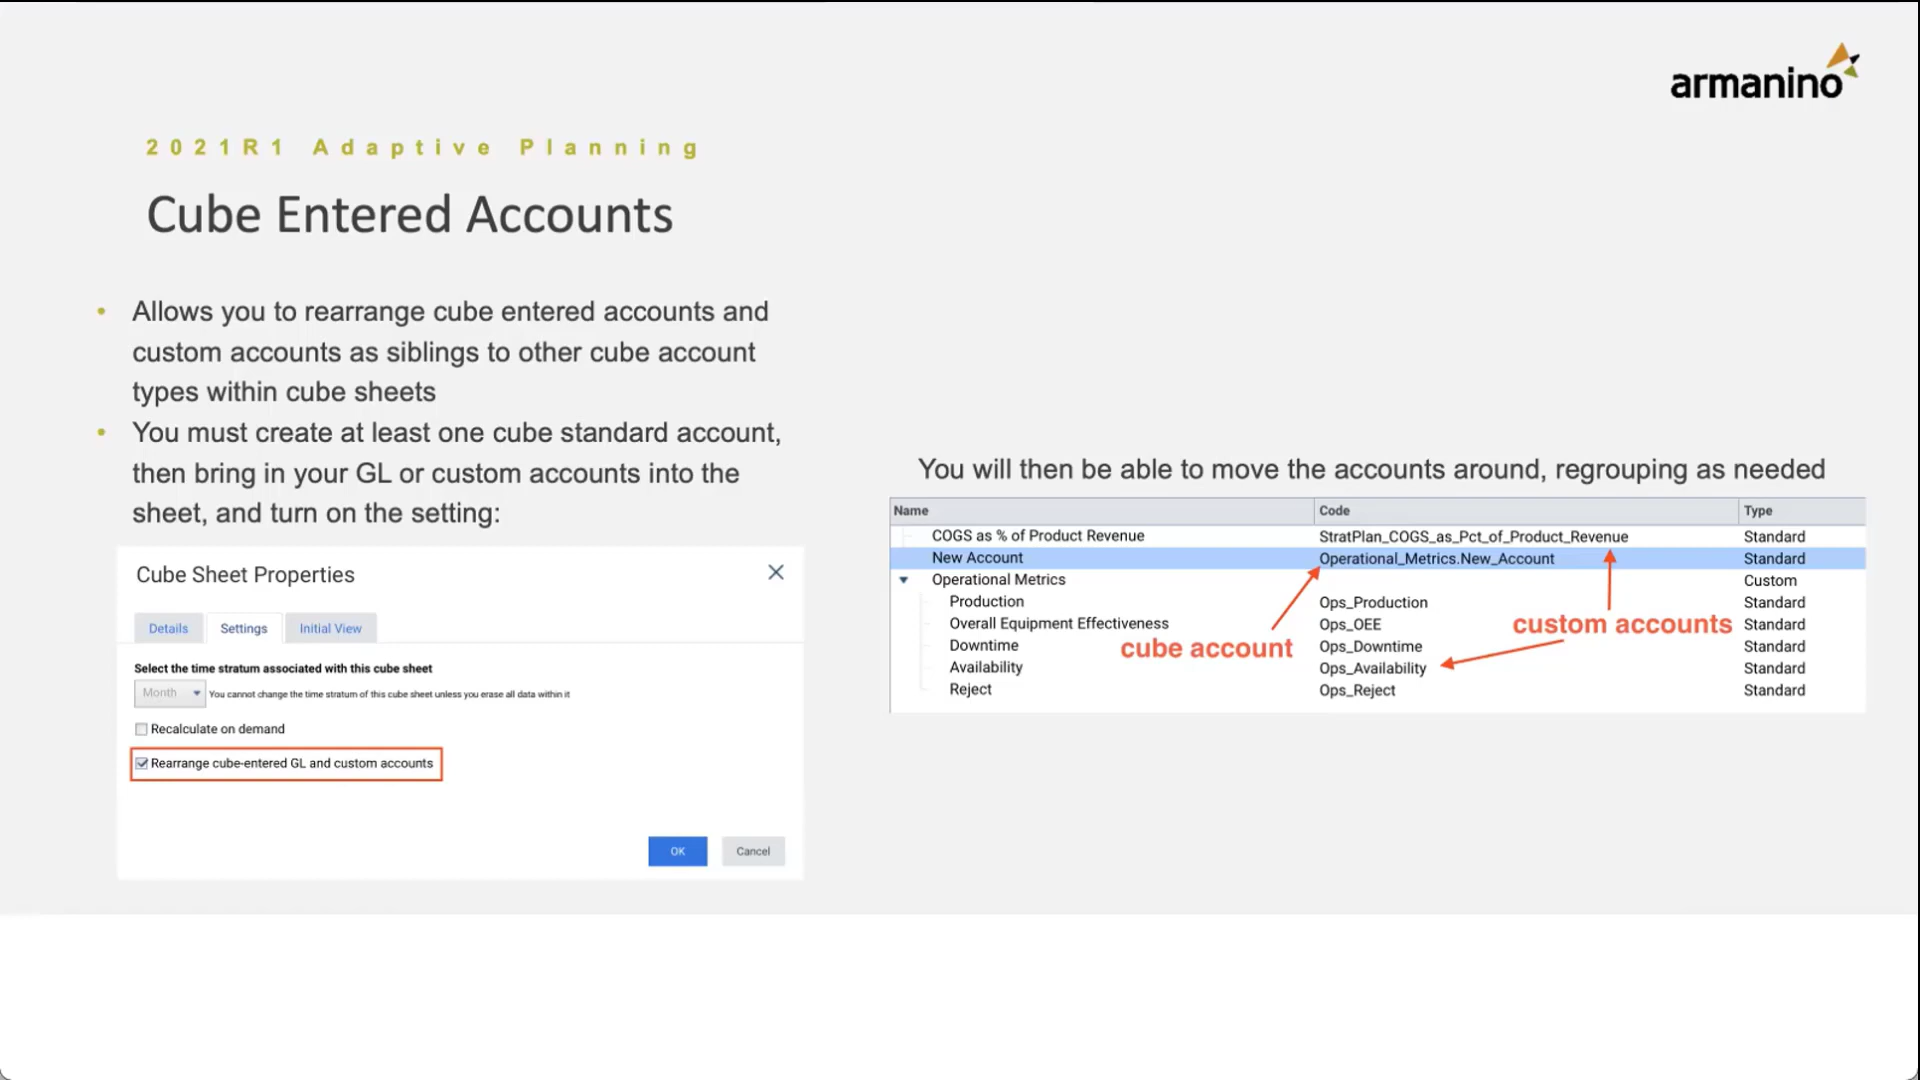 armanino
2021R1 Adaptive Planning
Cube Entered Accounts
• Allows you to rearrange cube entered accounts and
custom accounts as siblings to other cube account
types within cube sheets
• You must create at least one cube standard account,
then bring in your GL or custom accounts into the
sheet, and turn on the setting:
Cube Sheet Properties
Details Settings Initial View
Select the time stratum associated with this cube sheet
Month You cannot change the time stratum of this cube sheet unless you erase all data within it
Recalculate on demand
Rearrange cube-entered GL and custom accounts
OK Cancel
You will then be able to move the accounts around, regrouping as needed
Name Code Type
COGS as % of Product Revenue StratPlan_COGS_as_Pct_of_Product_Revenue Standard
New Account Operational_Metrics.New_Account Standard
Operational Metrics Custom
Production Ops_Production Standard
Overall Equipment Effectiveness Ops_OEE Standard
Downtime Ops_Downtime Standard
Availability Ops_Availability Standard
Reject Ops_Reject Standard
cube account
custom accounts